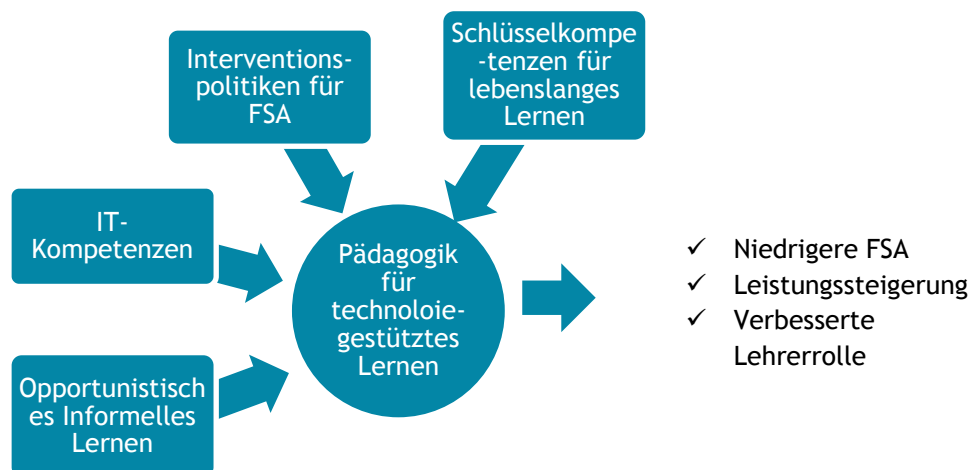 Interventions-
politiken für
FSA
Schlüsselkompe
-tenzen für
lebenslanges
Lernen
IT-
Kompetenzen
Opportunistisch
es Informelles
Lernen
Pädagogik
für
technoloie-
gestütztes
Lernen
✓ Niedrigere FSA
✓ Leistungssteigerung
✓ Verbesserte
Lehrerrolle